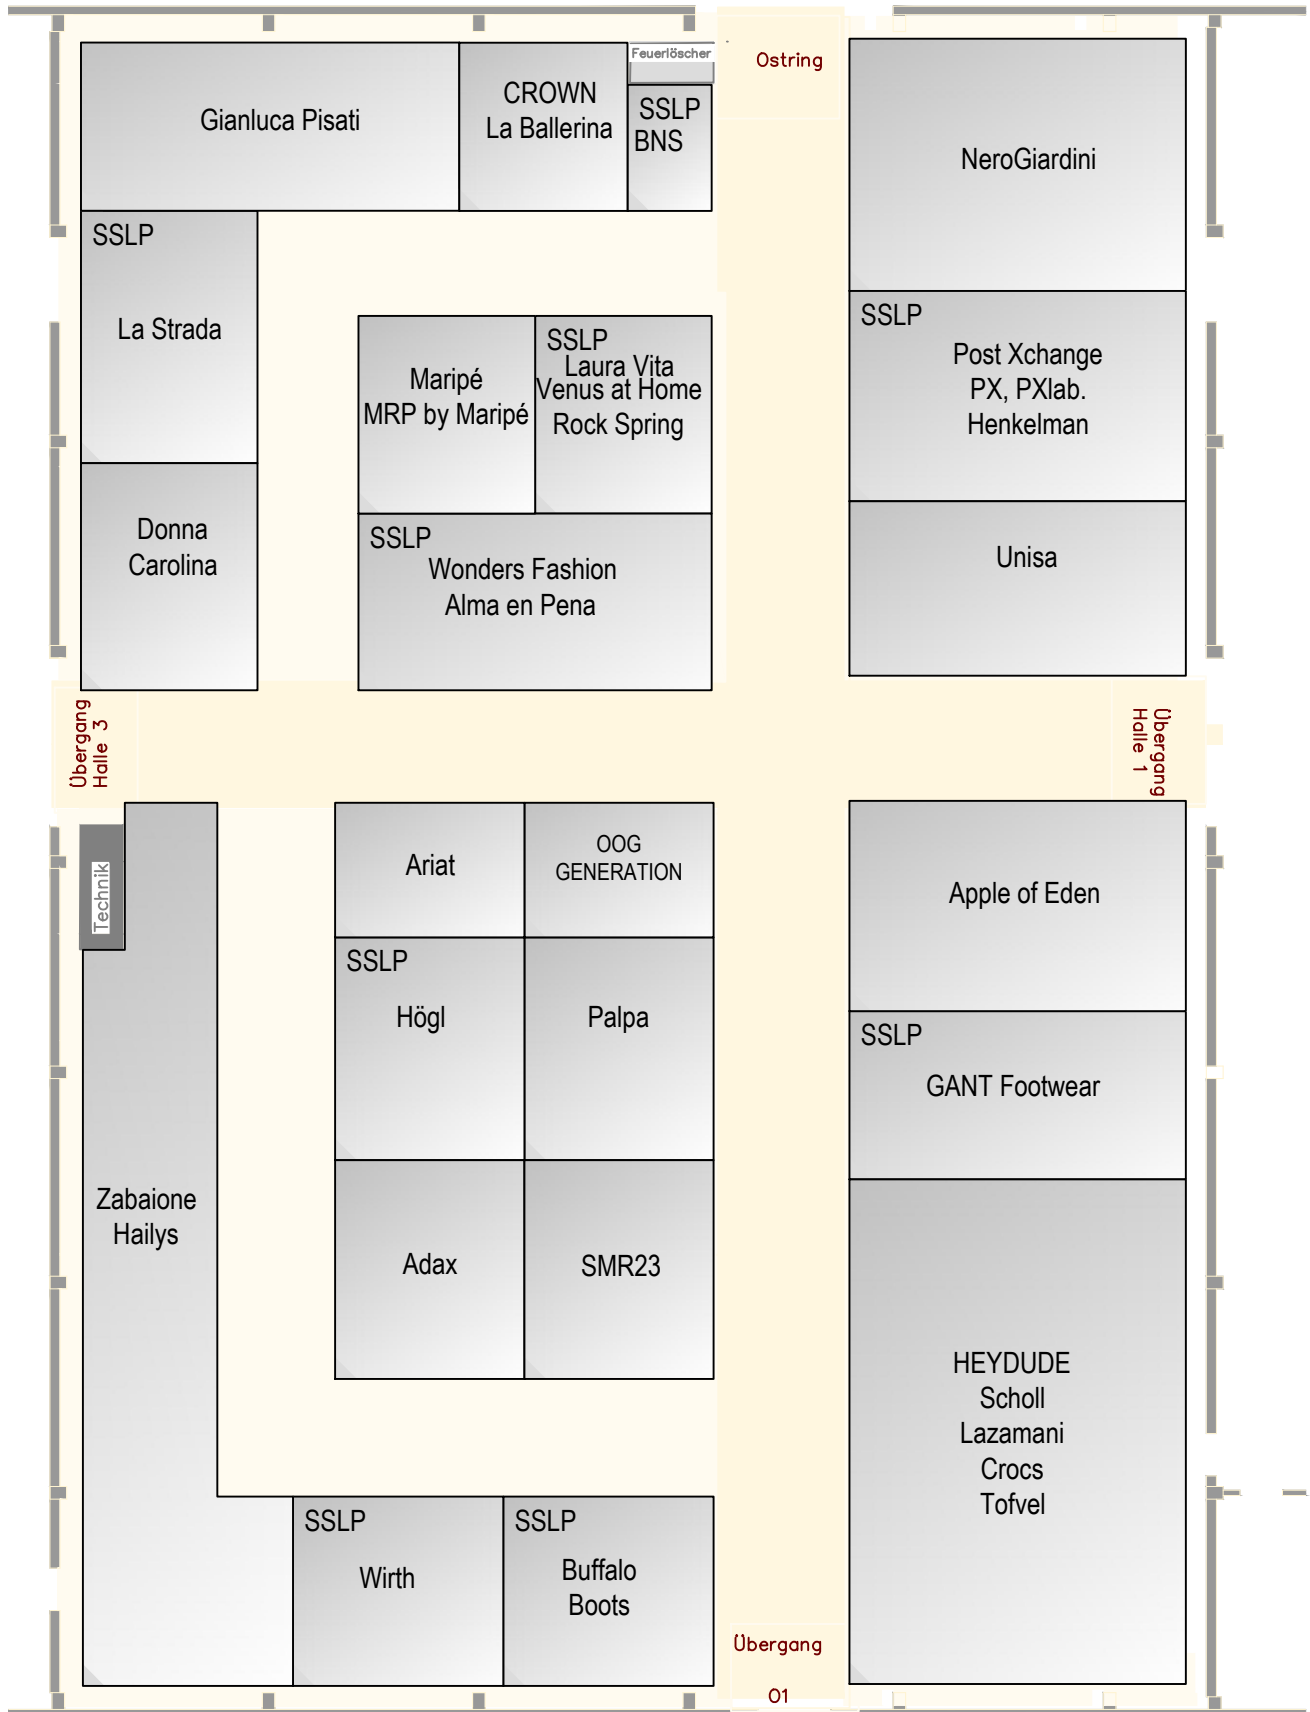 Feuerlöscher
Ostring
Gianluca Pisati
CROWN
La Ballerina
SSLP
BNS
NeroGiardini
SSLP
La Strada
Maripé
MRP by Maripé
SSLP
Laura Vita
Venus at Home
Rock Spring
SSLP
Post Xchange
PX, PXlab.
Henkelman
Donna
Carolina
SSLP
Wonders Fashion
Alma en Pena
Unisa
Übergang
Halle 3
Übergang
Halle 1
Technik
Ariat
OOG
GENERATION
Apple of Eden
SSLP
Högl
Palpa
SSLP
GANT Footwear
Zabaione
Hailys
Adax
SMR23
HEYDUDE
Scholl
Lazamani
Crocs
Tofvel
SSLP
Wirth
SSLP
Buffalo
Boots
Übergang
O1